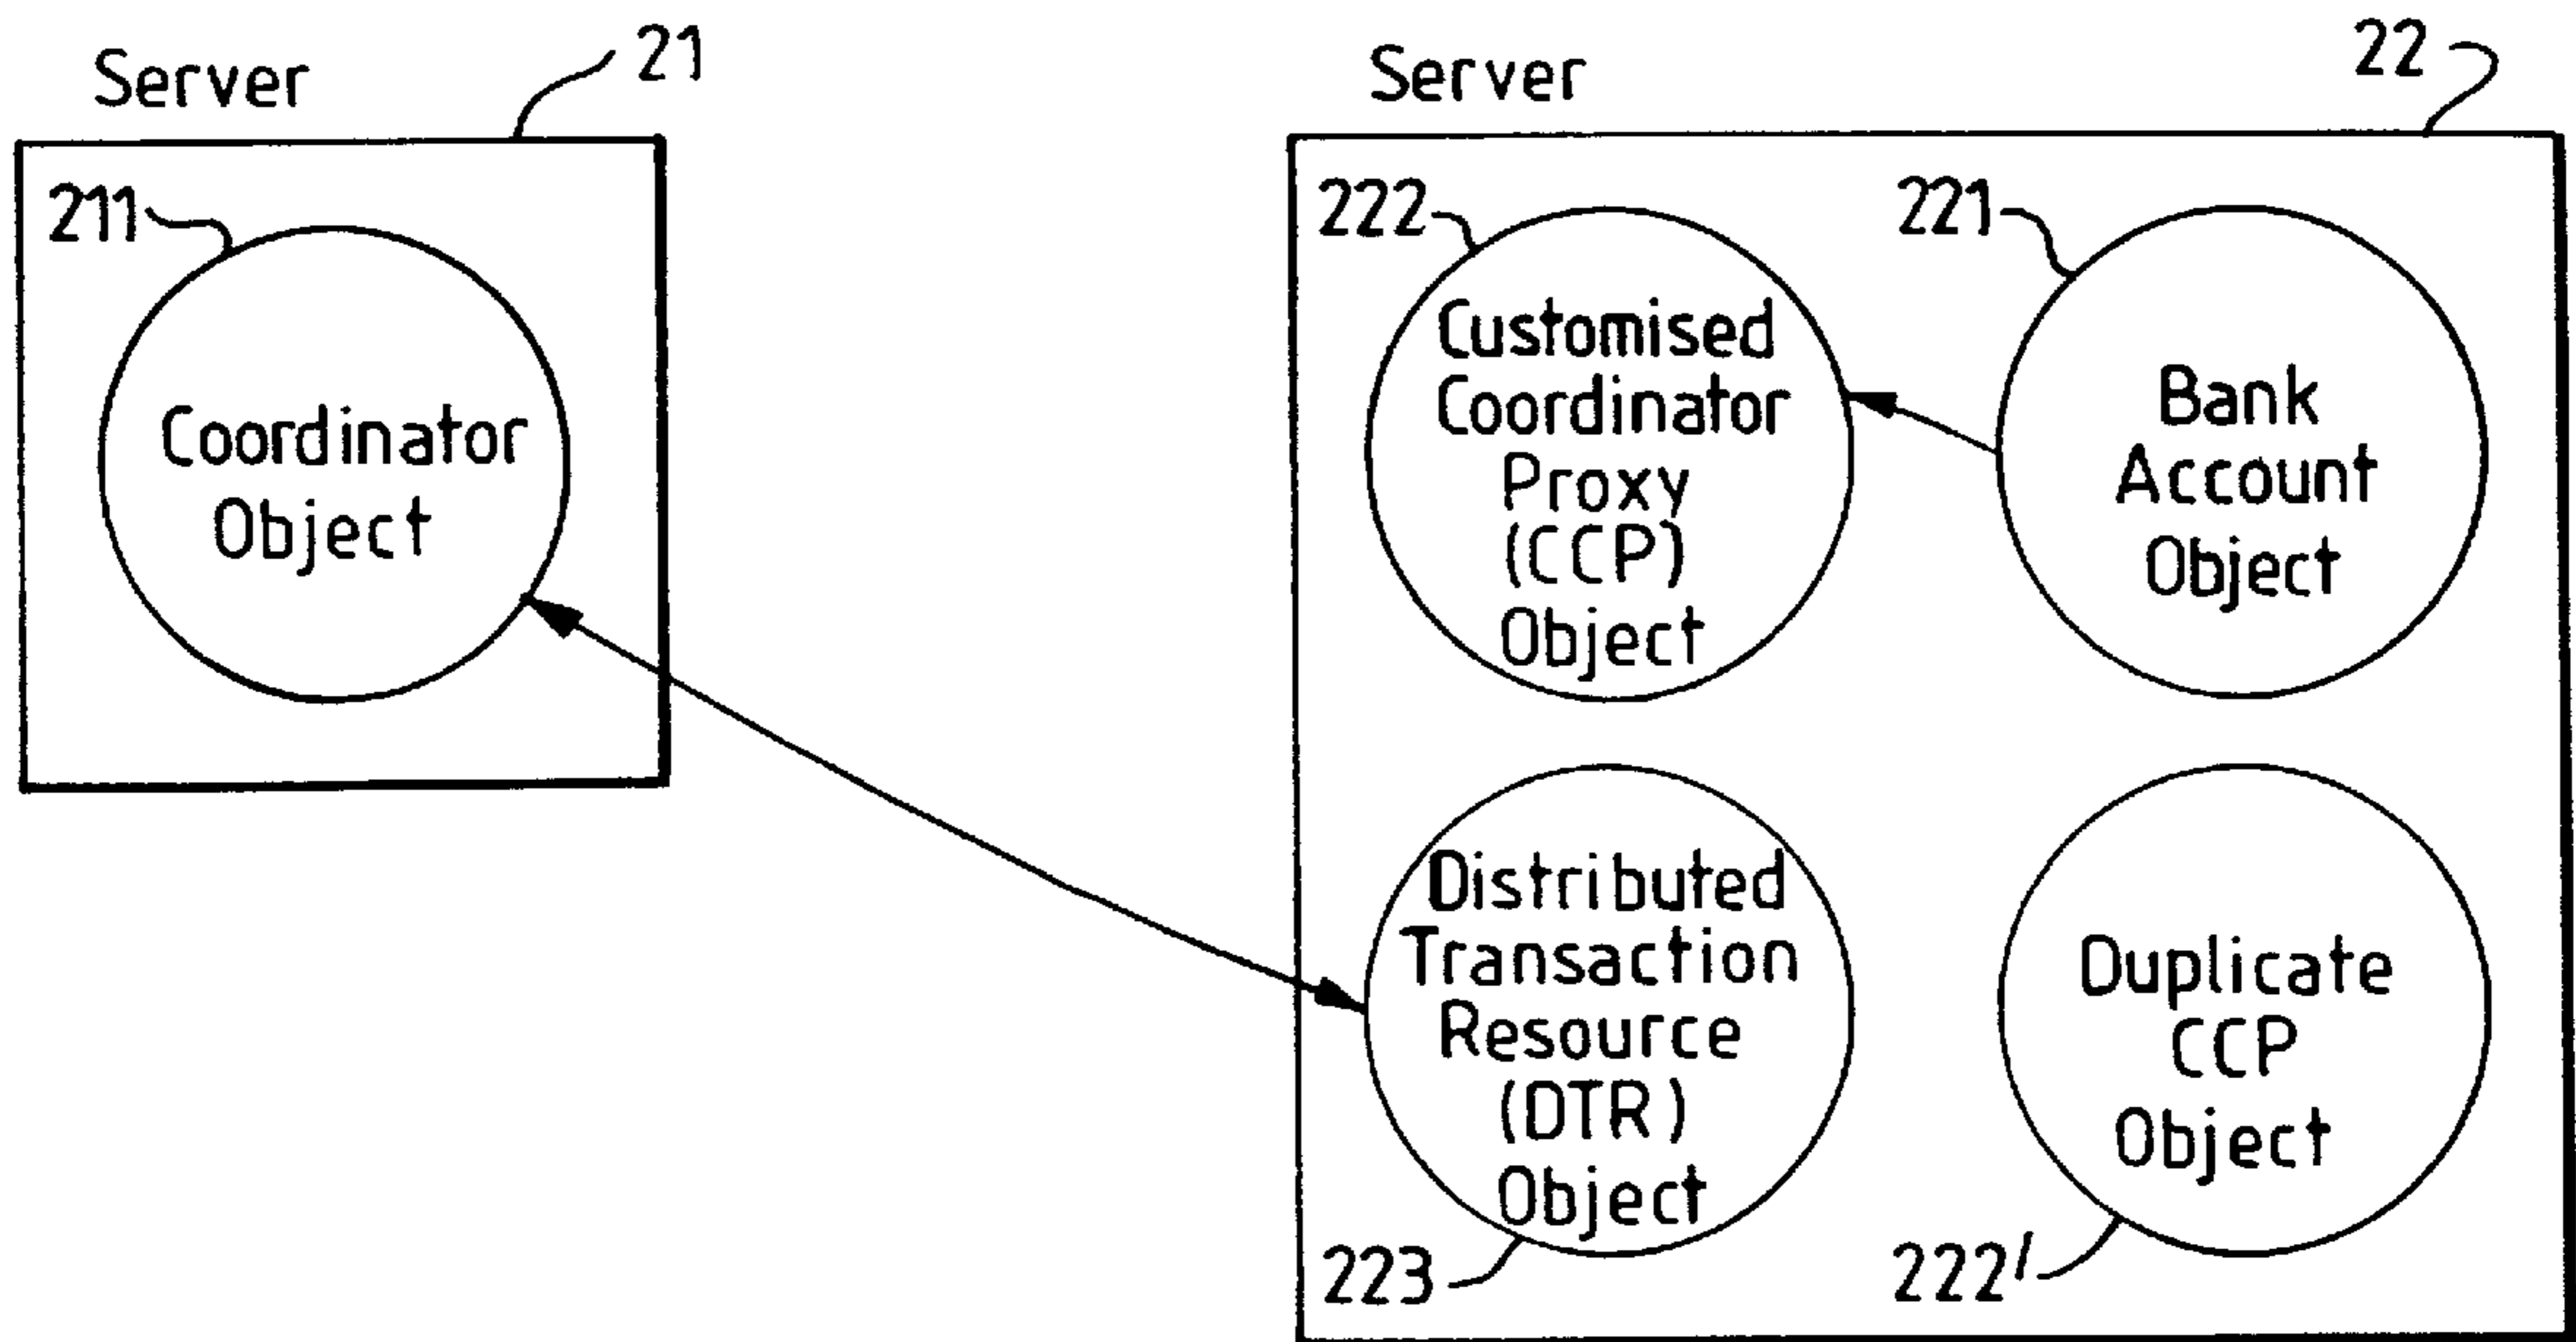 Server
21
211
Coordinator
Object
Server
22
222
Customised
Coordinator
Proxy
(CCP)
Object
221
Bank
Account
Object
Distributed
Transaction
Resource
(DTR)
Object
223
Duplicate
CCP
Object
222'